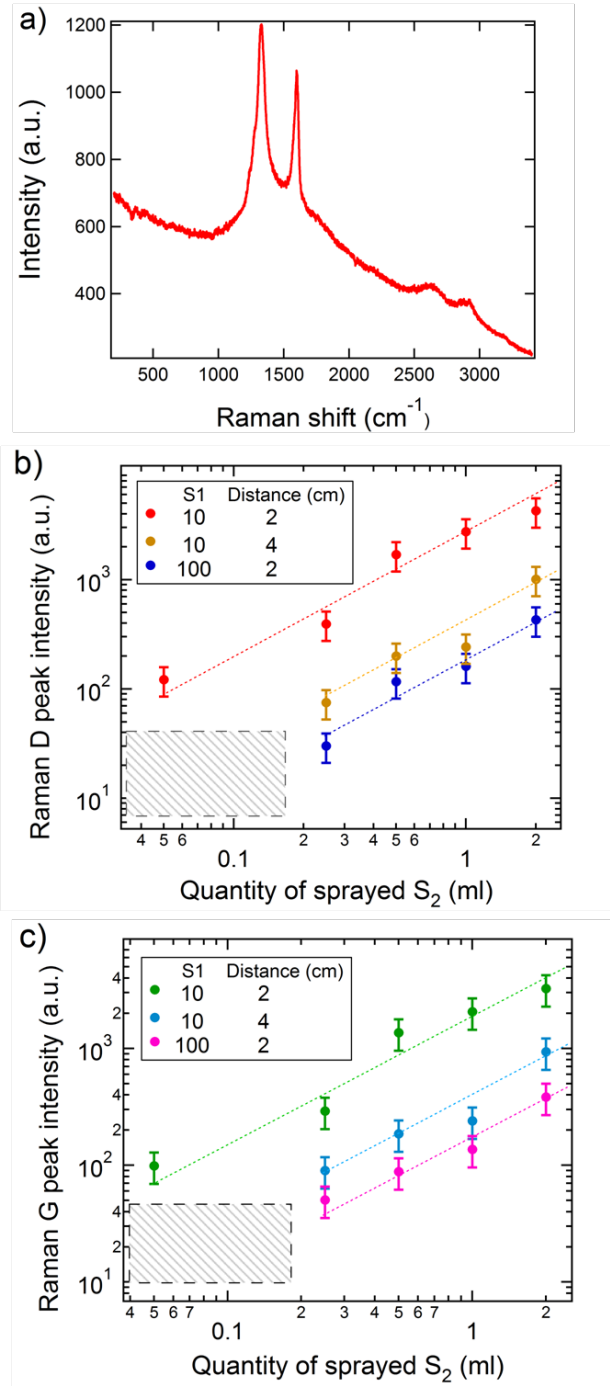 a)
1200
1000
800
600
400
Intensity (a.u.)
500 1000 1500 2000 2500 3000
Raman shift (cm⁻¹)
b)
S1 Distance (cm)
10 2
10 4
100 2
10³
10²
10¹
Raman D peak intensity (a.u.)
4 5 6 0.1 2 3 4 5 6 1 2
Quantity of sprayed S₂ (ml)
c)
S1 Distance (cm)
10 2
10 4
100 2
4
2
10³
4
2
10²
4
2
10¹
Raman G peak intensity (a.u.)
4 5 6 7 0.1 2 3 4 5 6 7 1 2
Quantity of sprayed S₂ (ml)